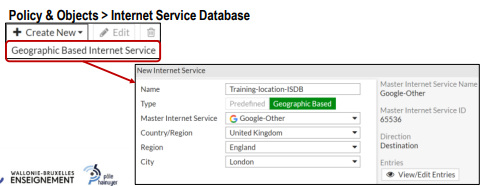 Policy & Objects > Internet Service Database
+ Create New Edit
Geographic Based Internet Service
New Internet Service
Name Training-location-ISDB
Type Predefined Geographic Based
Master Internet Service Google-Other
Country/Region United Kingdom
Region England
City London
Master Internet Service Name
Google-Other
Master Internet Service ID
65536
Direction
Destination
Entries
View/Edit Entries
WALLONIE-BRUXELLES
ENSEIGNEMENT
pôle
hainuyer